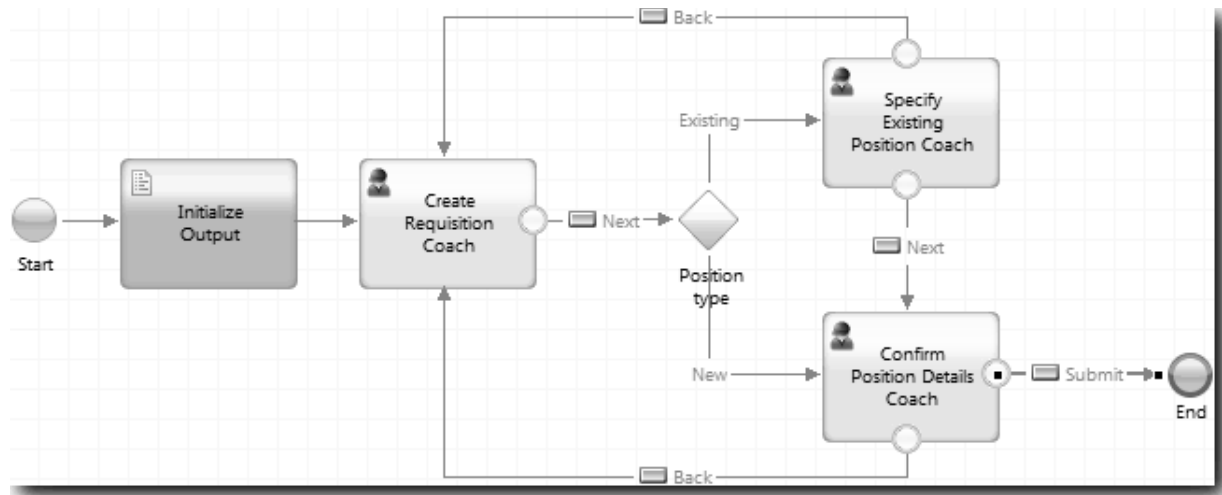 Back
Specify
Existing
Position Coach
Existing
Initialize
Output
Create
Requisition
Coach
Next
Start
Next
Position
type
Confirm
Position Details
Coach
New
Submit
End
Back